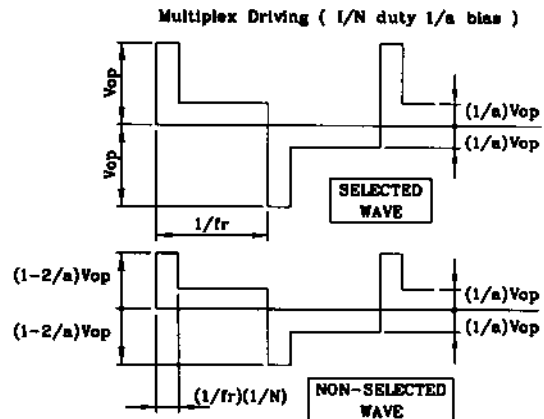 Multiplex Driving ( 1/N duty 1/a bias )
Vop
(1/a)Vop
Vop
(1/a)Vop
SELECTED
WAVE
1/fr
(1-2/a)Vop
(1/a)Vop
(1-2/a)Vop
(1/a)Vop
(1/fr)(1/N)
NON-SELECTED
WAVE